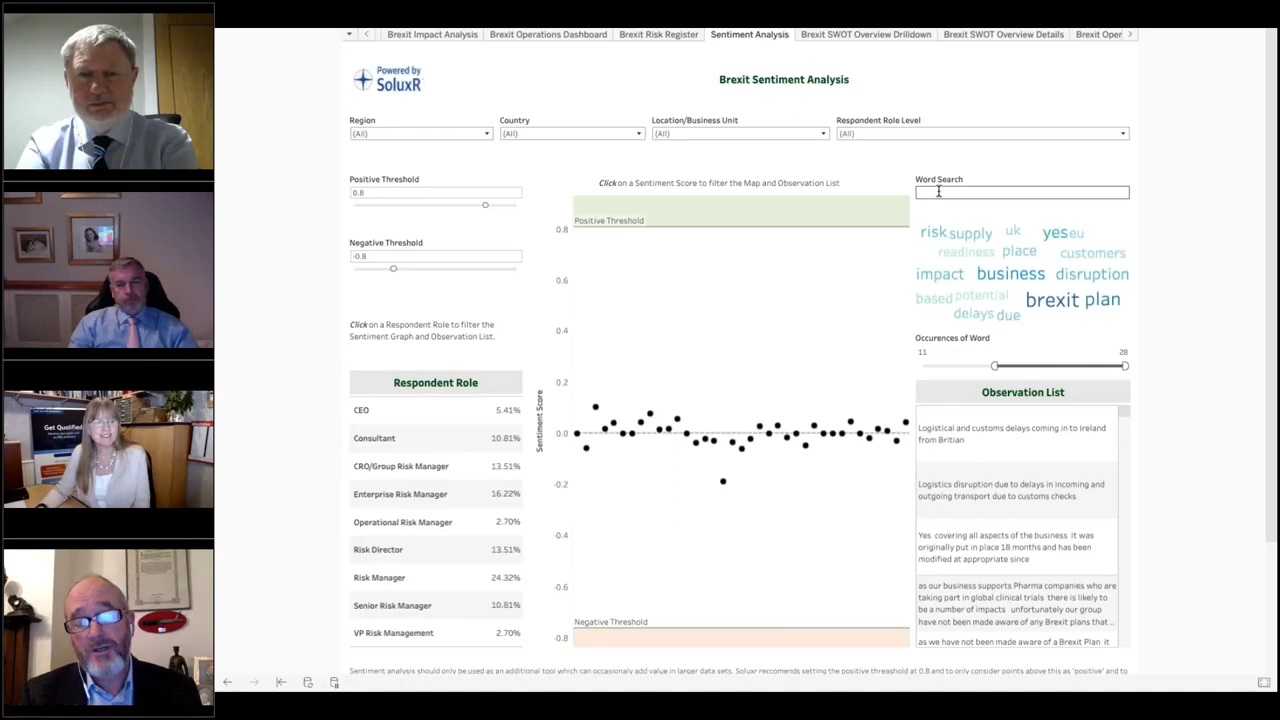 Brexit Impact Analysis
Brexit Operations Dashboard
Brexit Risk Register
Sentiment Analysis
Brexit SWOT Overview Drilldown
Brexit SWOT Overview Details
Brexit Oper
Powered by
SoluxR
Brexit Sentiment Analysis
Region
Country
Location/Business Unit
Respondent Role Level
(All)
(All)
(All)
(All)
Positive Threshold
0.8
Negative Threshold
-0.8
Click on a Respondent Role to filter the
Sentiment Graph and Observation List.
Respondent Role
CEO 5.41%
Consultant 10.81%
CRO/Group Risk Manager 13.51%
Enterprise Risk Manager 16.22%
Operational Risk Manager 2.70%
Risk Director 13.51%
Risk Manager 24.32%
Senior Risk Manager 10.81%
VP Risk Management 2.70%
Click on a Sentiment Score to filter the Map and Observation List
Positive Threshold
0.8
0.6
0.4
0.2
0.0
-0.2
-0.4
-0.6
-0.8
Sentiment Score
Negative Threshold
Word Search
risk supply uk yes eu
readiness place customers
impact business disruption
based potential brexit plan
delays due
Occurences of Word
11 28
Observation List
Logistical and customs delays coming in to Ireland
from Britian
Logistics disruption due to delays in incoming and
outgoing transport due to customs checks
Yes covering all aspects of the business it was
originally put in place 18 months and has been
modified at appropriate since
as our business supports Pharma companies who are
taking part in global clinical trials there is likely to
be a number of impacts unfortunately our group
have not been made aware of any Brexit plans that ..
as we have not been made aware of a Brexit Plan it
Sentiment analysis should only be used as an additional tool which can occasionaly add value in larger data sets. Soluxr reccomends setting the positive threshold at 0.8 and to only consider points above this as 'positive' and to
Get Qualified